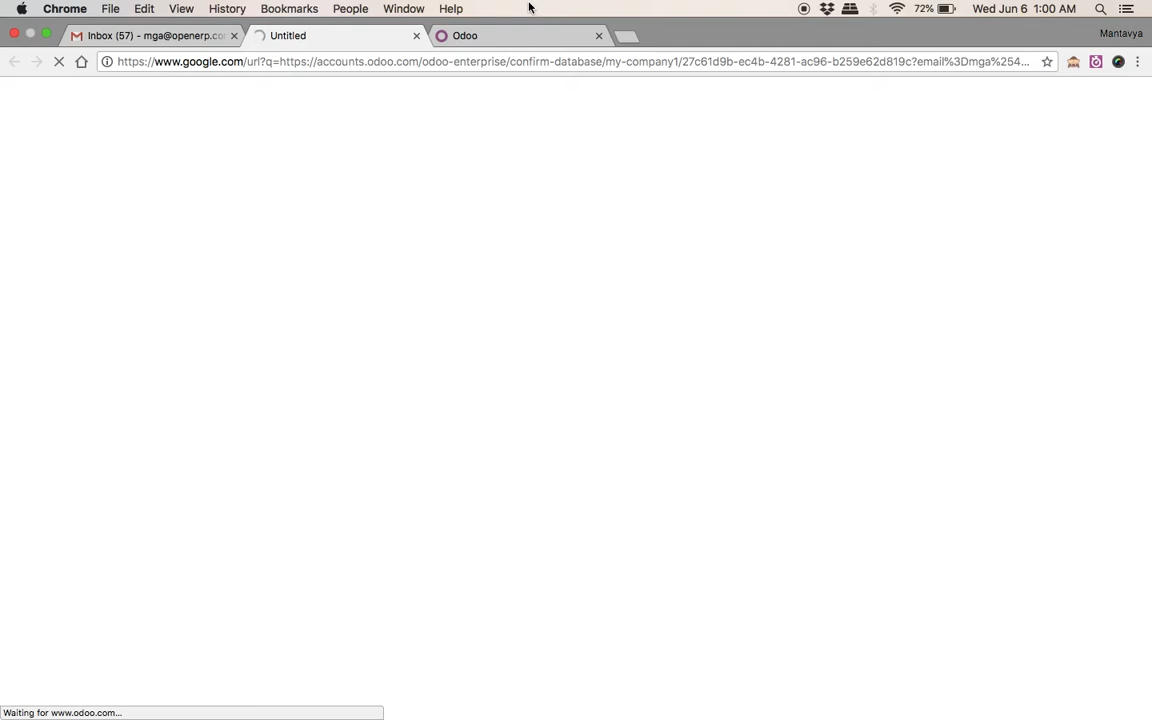 Chrome File Edit View History Bookmarks People Window Help 72% Wed Jun 6 1:00 AM
Inbox (57) - mga@openerp.co Untitled Odoo Mantavya
https://www.google.com/url?q=https://accounts.odoo.com/odoo-enterprise/confirm-database/my-company1/27c61d9b-ec4b-4281-ac96-b259e62d819c?email%3Dmga%254...
Waiting for www.odoo.com...